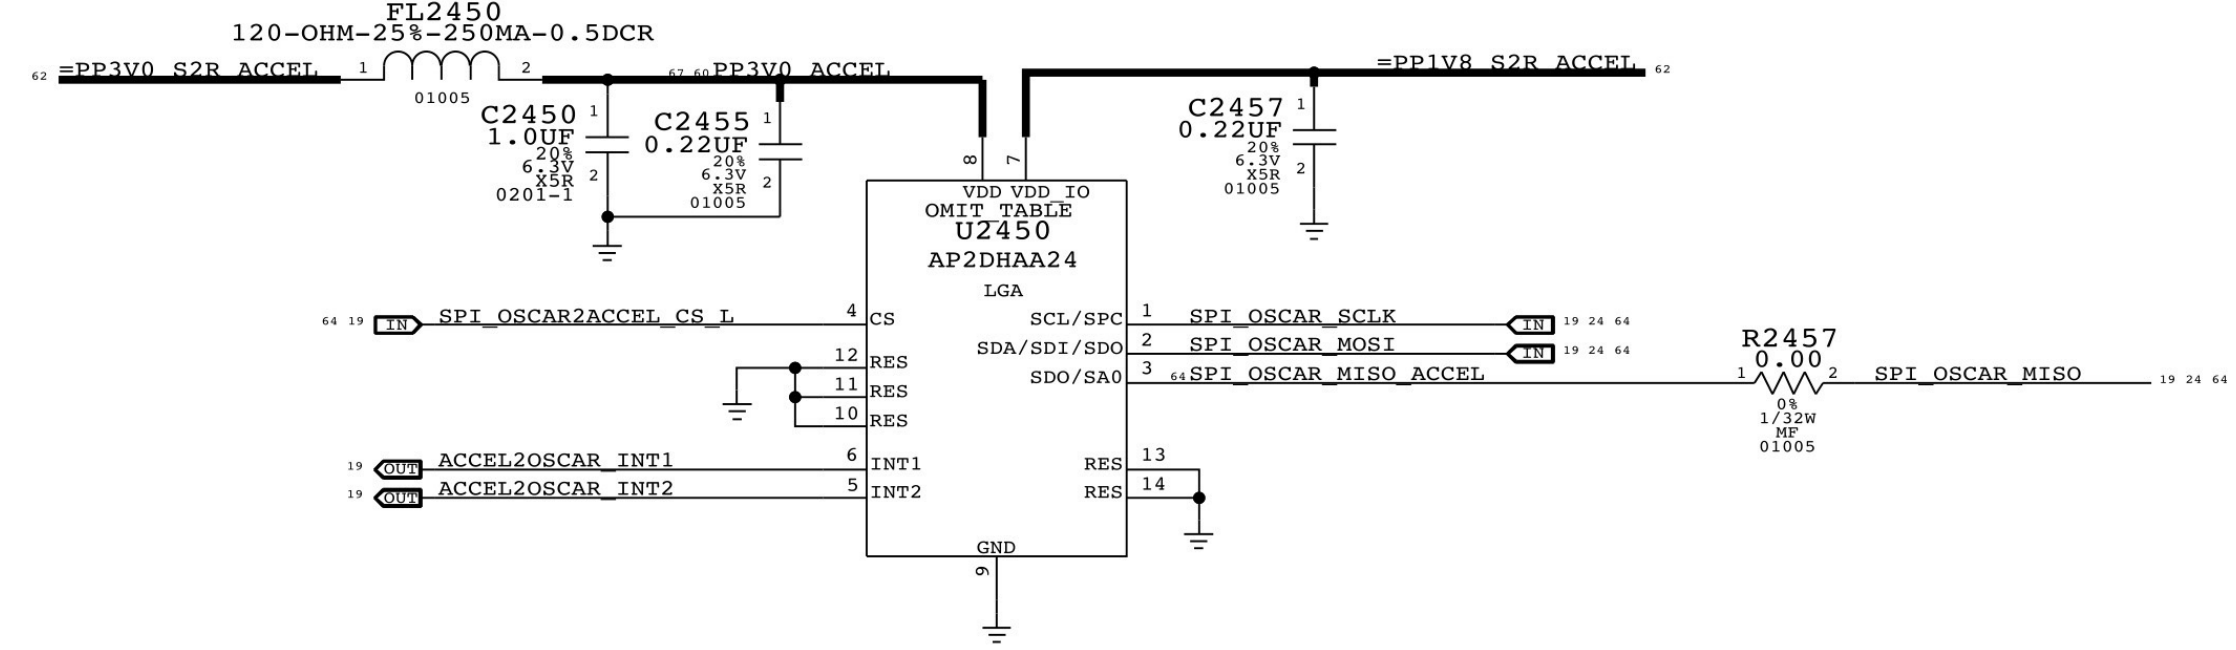 FL2450
120-OHM-25%-250MA-0.5DCR
62 =PP3V0_S2R_ACCEL 1 2 67 60 PP3V0_ACCEL
01005
=PP1V8_S2R_ACCEL 62
C2450 1
1.0UF
20%
6.3V
X5R 2
0201-1
C2455 1
0.22UF
20%
6.3V
X5R 2
01005
C2457 1
0.22UF
20%
6.3V 2
X5R
01005
8 7
VDD VDD_IO
OMIT_TABLE
U2450
AP2DHAA24
LGA
64 19 IN SPI_OSCAR2ACCEL_CS_L 4 CS
12 RES
11 RES
10 RES
19 OUT ACCEL2OSCAR_INT1 6 INT1
19 OUT ACCEL2OSCAR_INT2 5 INT2
SCL/SPC 1 SPI_OSCAR_SCLK IN 19 24 64
SDA/SDI/SDO 2 SPI_OSCAR_MOSI IN 19 24 64
SDO/SA0 3 64 SPI_OSCAR_MISO_ACCEL
R2457
0.00
1 2 SPI_OSCAR_MISO 19 24 64
0%
1/32W
MF
01005
RES 13
RES 14
GND
9